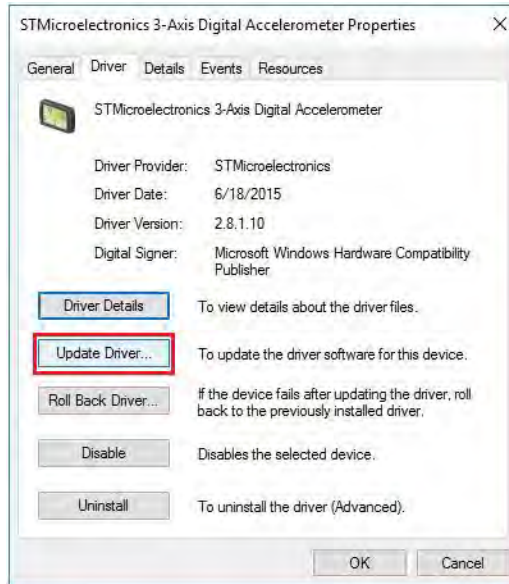 STMicroelectronics 3-Axis Digital Accelerometer Properties
General Driver Details Events Resources
STMicroelectronics 3-Axis Digital Accelerometer
Driver Provider: STMicroelectronics
Driver Date: 6/18/2015
Driver Version: 2.8.1.10
Digital Signer: Microsoft Windows Hardware Compatibility
Publisher
Driver Details To view details about the driver files.
Update Driver... To update the driver software for this device.
Roll Back Driver... If the device fails after updating the driver, roll
back to the previously installed driver.
Disable Disables the selected device.
Uninstall To uninstall the driver (Advanced).
OK Cancel